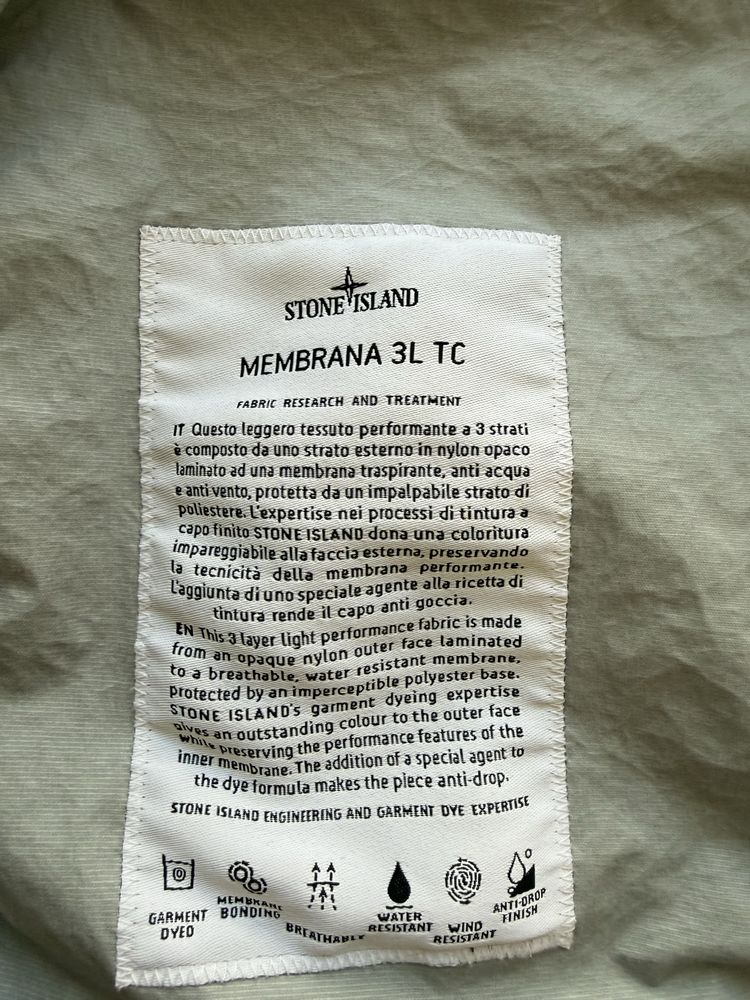 STONE ISLAND
MEMBRANA 3L TC
FABRIC RESEARCH AND TREATMENT
IT Questo leggero tessuto performante a 3 strati
è composto da uno strato esterno in nylon opaco
laminato ad una membrana traspirante, anti acqua
e anti vento, protetta da un impalpabile strato di
poliestere. L'expertise nei processi di tintura a
capo finito STONE ISLAND dona una coloritura
impareggiabile alla faccia esterna, preservando
la tecnicità della membrana performante.
L'aggiunta di uno speciale agente alla ricetta di
tintura rende il capo anti goccia.
EN This 3 layer light performance fabric is made
from an opaque nylon outer face laminated
to a breathable, water resistant membrane,
protected by an imperceptible polyester base.
STONE ISLAND's garment dyeing expertise
gives an outstanding colour to the outer face
while preserving the performance features of the
inner membrane. The addition of a special agent to
the dye formula makes the piece anti-drop.
STONE ISLAND ENGINEERING AND GARMENT DYE EXPERTISE
GARMENT
DYED
MEMBRANE
BONDING
BREATHABLE
WATER
RESISTANT
WIND
RESISTANT
ANTI-DROP
FINISH